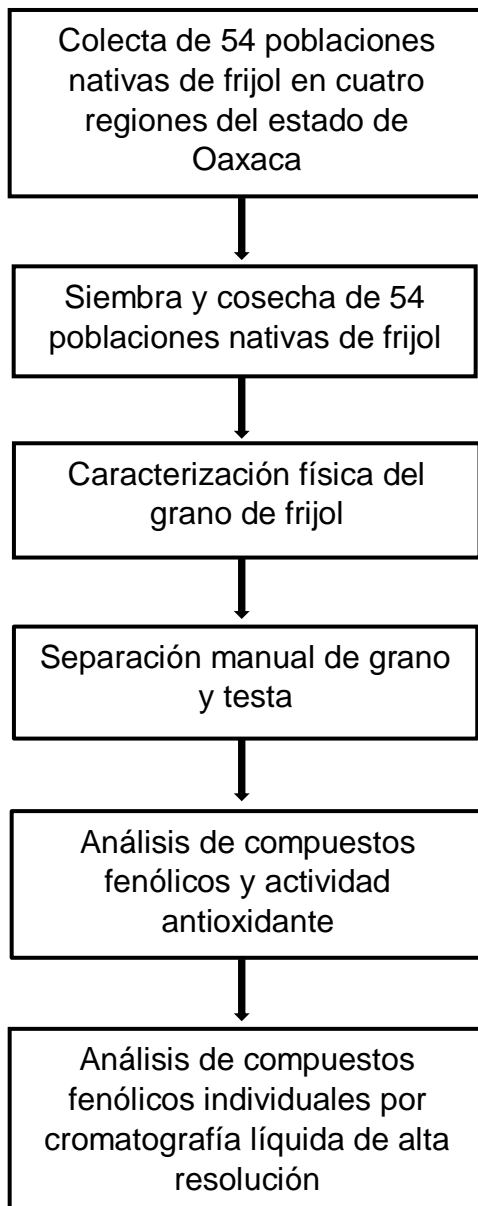 Colecta de 54 poblaciones
nativas de frijol en cuatro
regiones del estado de
Oaxaca
Siembra y cosecha de 54
poblaciones nativas de frijol
Caracterización física del
grano de frijol
Separación manual de grano
y testa
Análisis de compuestos
fenólicos y actividad
antioxidante
Análisis de compuestos
fenólicos individuales por
cromatografía líquida de alta
resolución